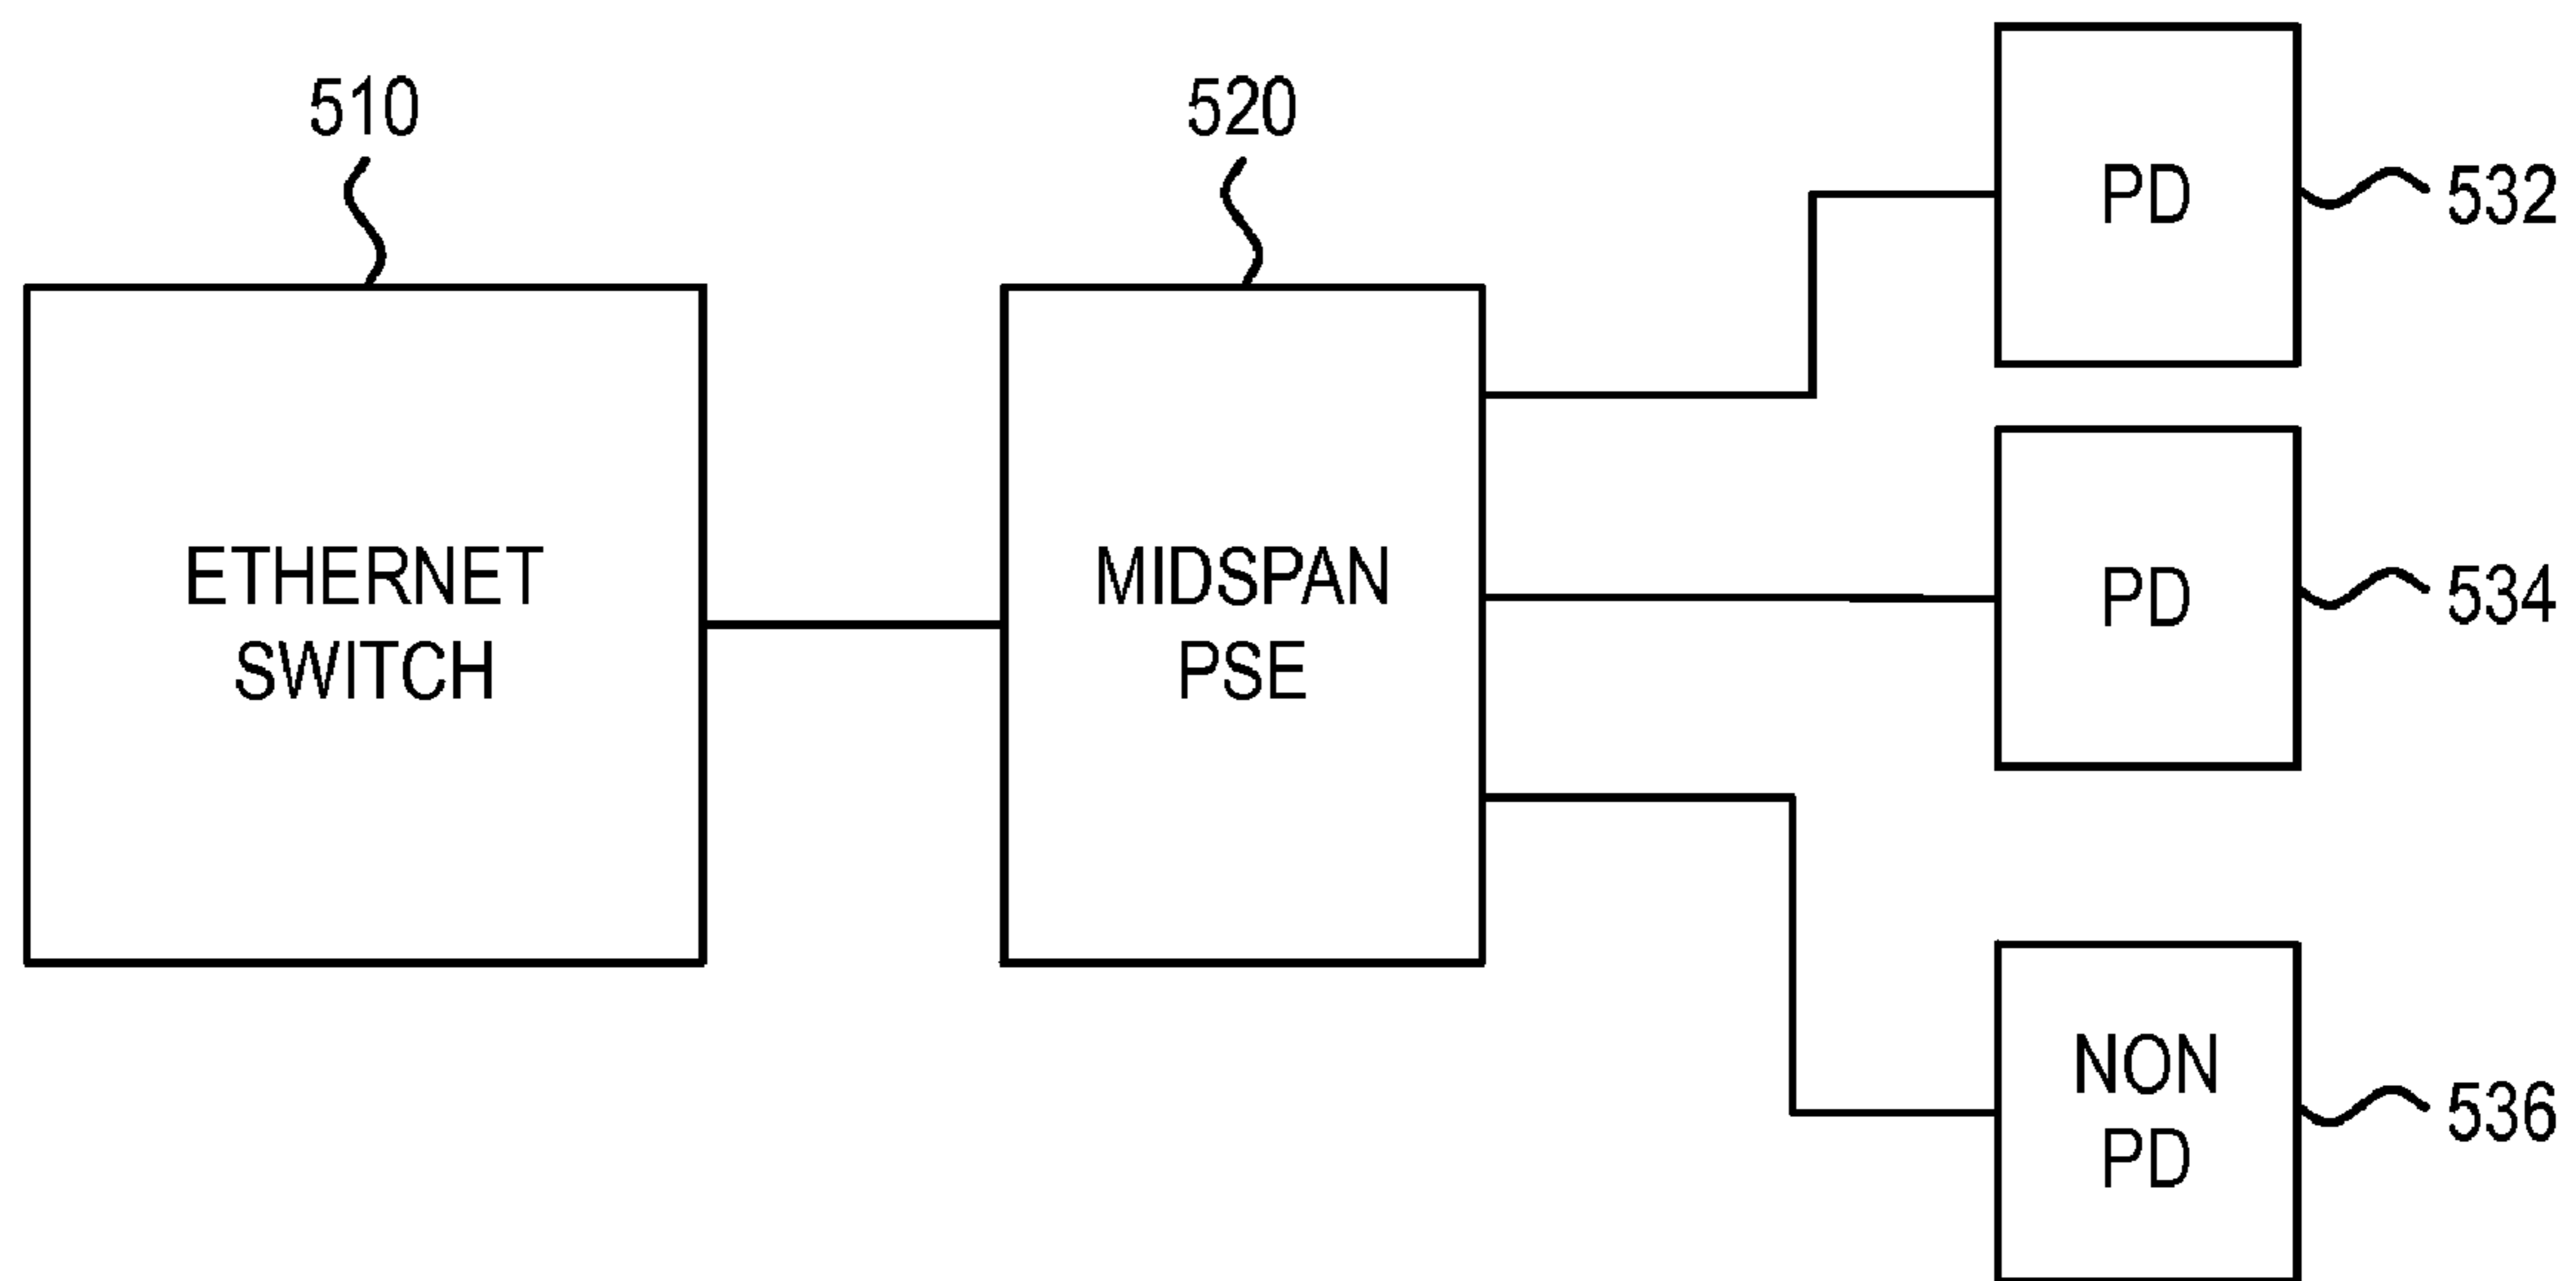 510
520
PD
532
ETHERNET
SWITCH
MIDSPAN
PSE
PD
534
NON
PD
536